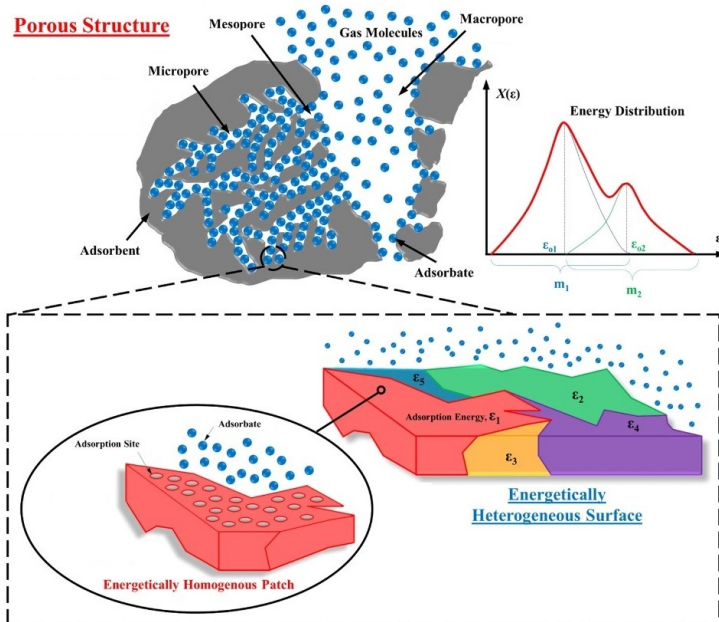 Porous Structure
Mesopore
Gas Molecules
Macropore
Micropore
Adsorbent
Adsorbate
X(ε)
Energy Distribution
ε
εo1
εo2
m1
m2
ε5
ε2
Adsorption Energy, ε1
ε4
ε3
Energetically
Heterogeneous Surface
Adsorbate
Adsorption Site
Energetically Homogenous Patch